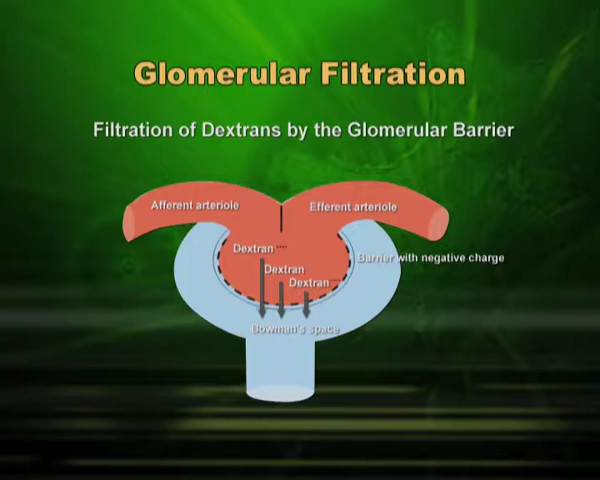 Glomerular Filtration
Filtration of Dextrans by the Glomerular Barrier
Afferent arteriole
Efferent arteriole
Dextran ····
Barrier with negative charge
Dextran
Dextran
Bowman's space